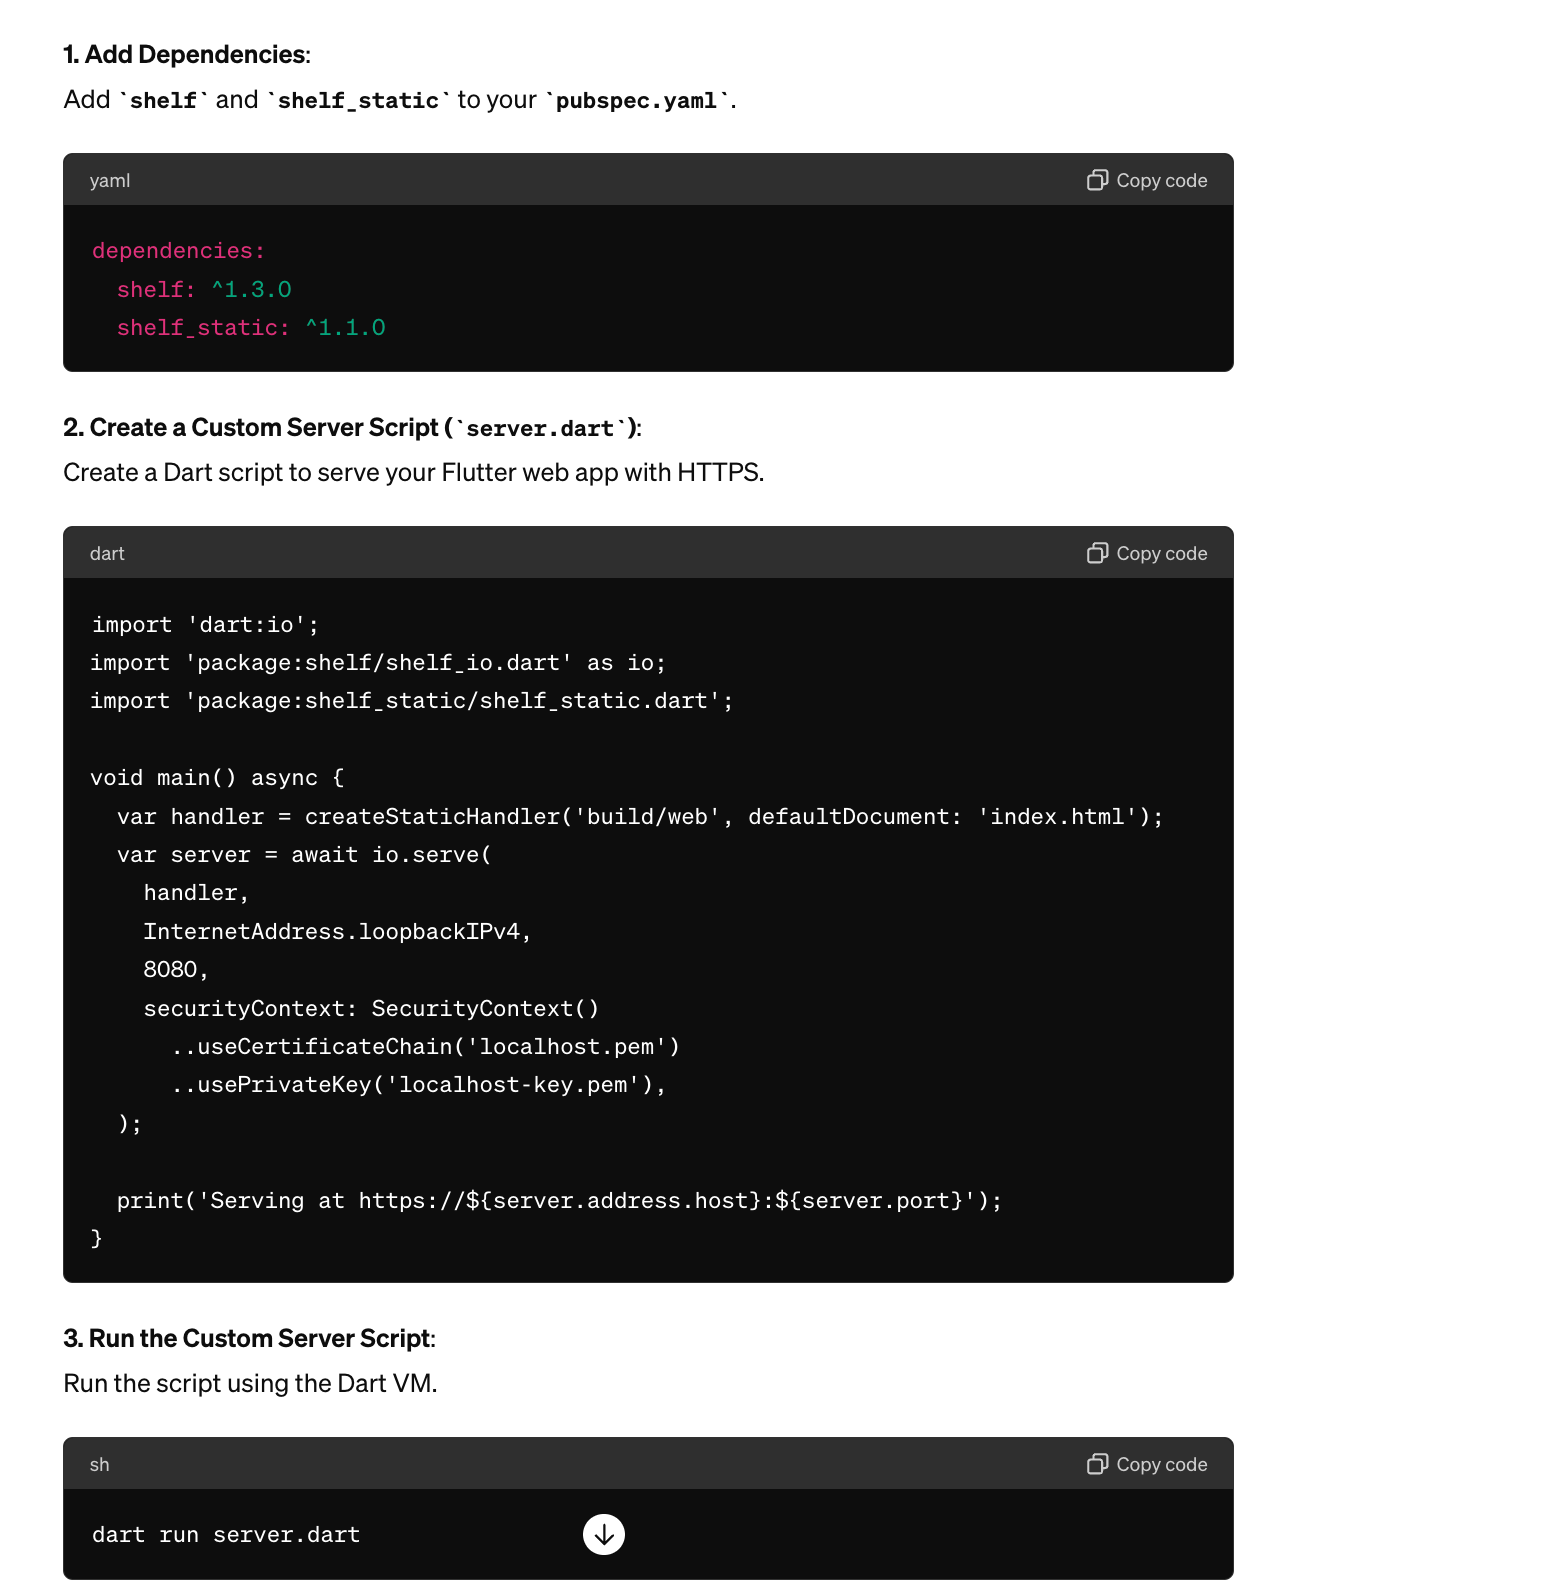 1. Add Dependencies:
Add `shelf` and `shelf_static` to your `pubspec.yaml`.
yaml
Copy code
dependencies:
  shelf: ^1.3.0
  shelf_static: ^1.1.0
2. Create a Custom Server Script (`server.dart`):
Create a Dart script to serve your Flutter web app with HTTPS.
dart
Copy code
import 'dart:io';
import 'package:shelf/shelf_io.dart' as io;
import 'package:shelf_static/shelf_static.dart';
void main() async {
  var handler = createStaticHandler('build/web', defaultDocument: 'index.html');
  var server = await io.serve(
    handler,
    InternetAddress.loopbackIPv4,
    8080,
    securityContext: SecurityContext()
      ..useCertificateChain('localhost.pem')
      ..usePrivateKey('localhost-key.pem'),
  );
  print('Serving at https://${server.address.host}:${server.port}');
}
3. Run the Custom Server Script:
Run the script using the Dart VM.
sh
Copy code
dart run server.dart